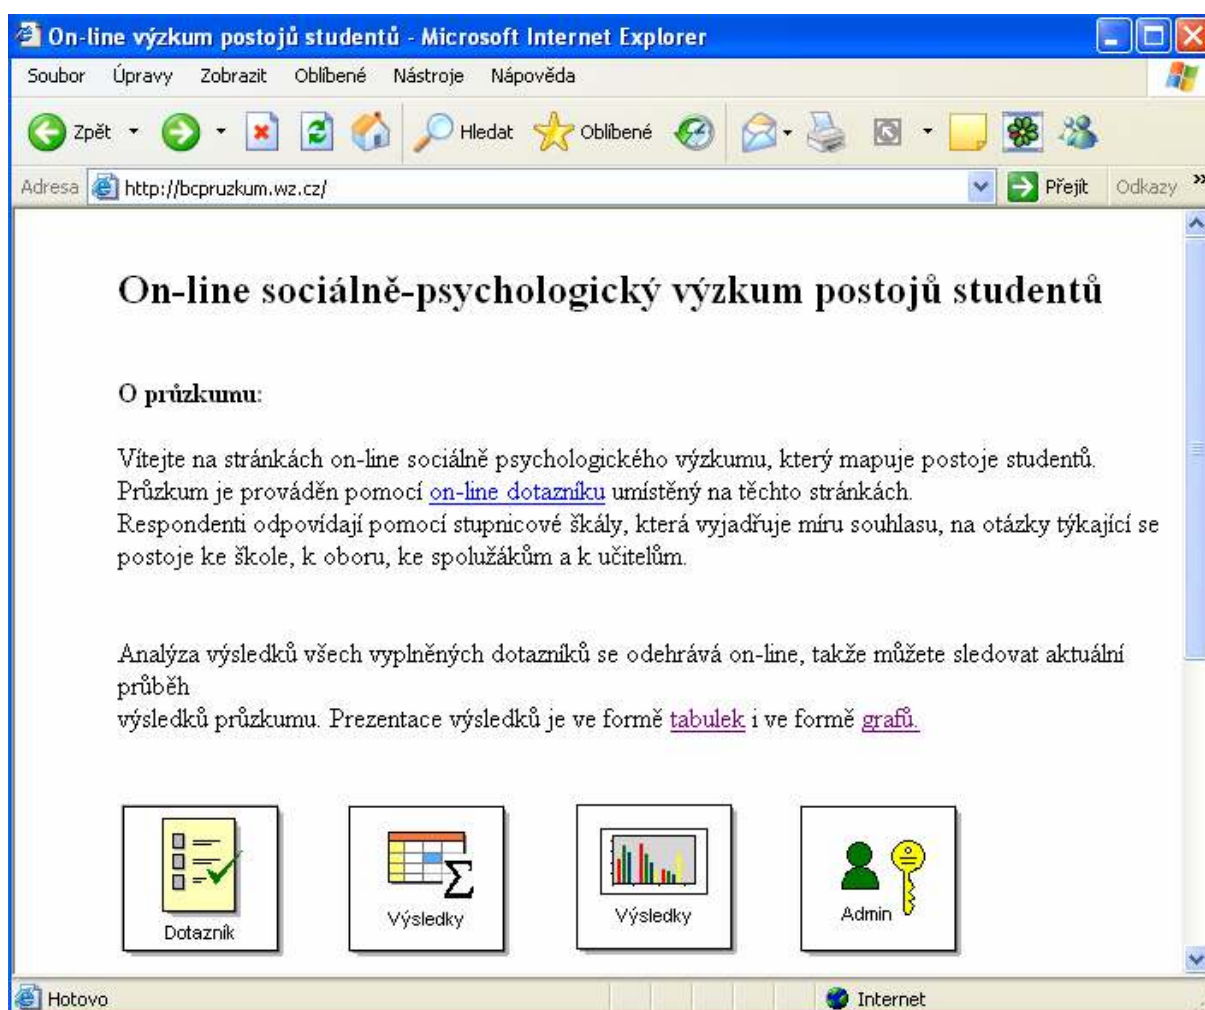 On-line výzkum postojů studentů - Microsoft Internet Explorer
Soubor Úpravy Zobrazit Oblíbené Nástroje Nápověda
Zpět Hledat Oblíbené
Adresa http://bcpruzkum.wz.cz/ Přejít Odkazy »
On-line sociálně-psychologický výzkum postojů studentů
O průzkumu:
Vítejte na stránkách on-line sociálně psychologického výzkumu, který mapuje postoje studentů.
Průzkum je prováděn pomocí on-line dotazníku umístěný na těchto stránkách.
Respondenti odpovídají pomocí stupnicové škály, která vyjadřuje míru souhlasu, na otázky týkající se
postoje ke škole, k oboru, ke spolužákům a k učitelům.
Analýza výsledků všech vyplněných dotazníků se odehrává on-line, takže můžete sledovat aktuální
průběh
výsledků průzkumu. Prezentace výsledků je ve formě tabulek i ve formě grafů.
Dotazník Výsledky Výsledky Admin
Hotovo Internet